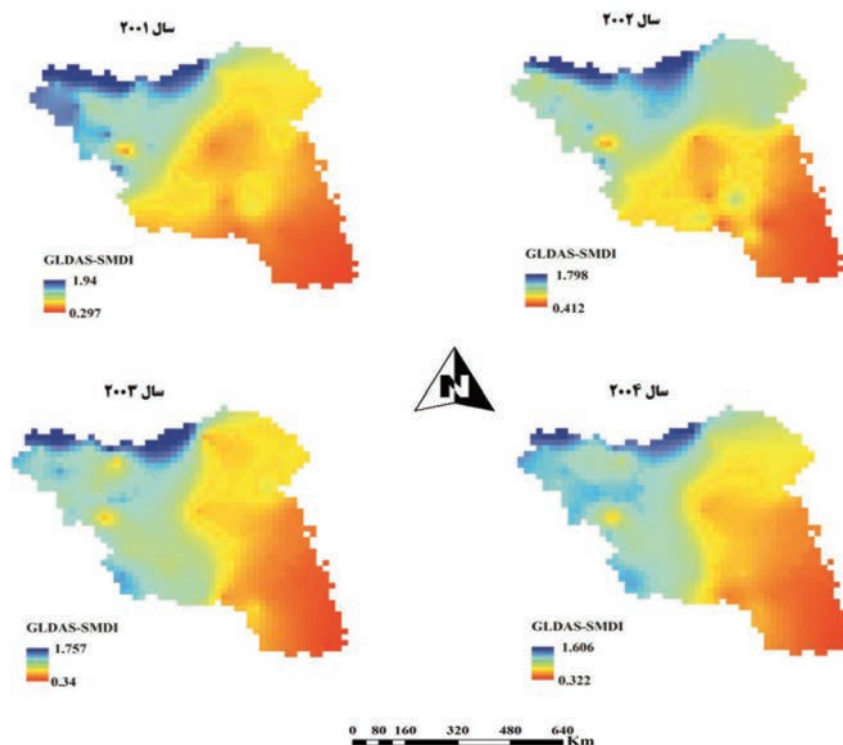 سال ۲۰۰۱
GLDAS-SMDI
1.94
0.297
سال ۲۰۰۲
GLDAS-SMDI
1.798
0.412
N
سال ۲۰۰۳
GLDAS-SMDI
1.757
0.34
سال ۲۰۰۴
GLDAS-SMDI
1.606
0.322
0 80 160 320 480 640
Km